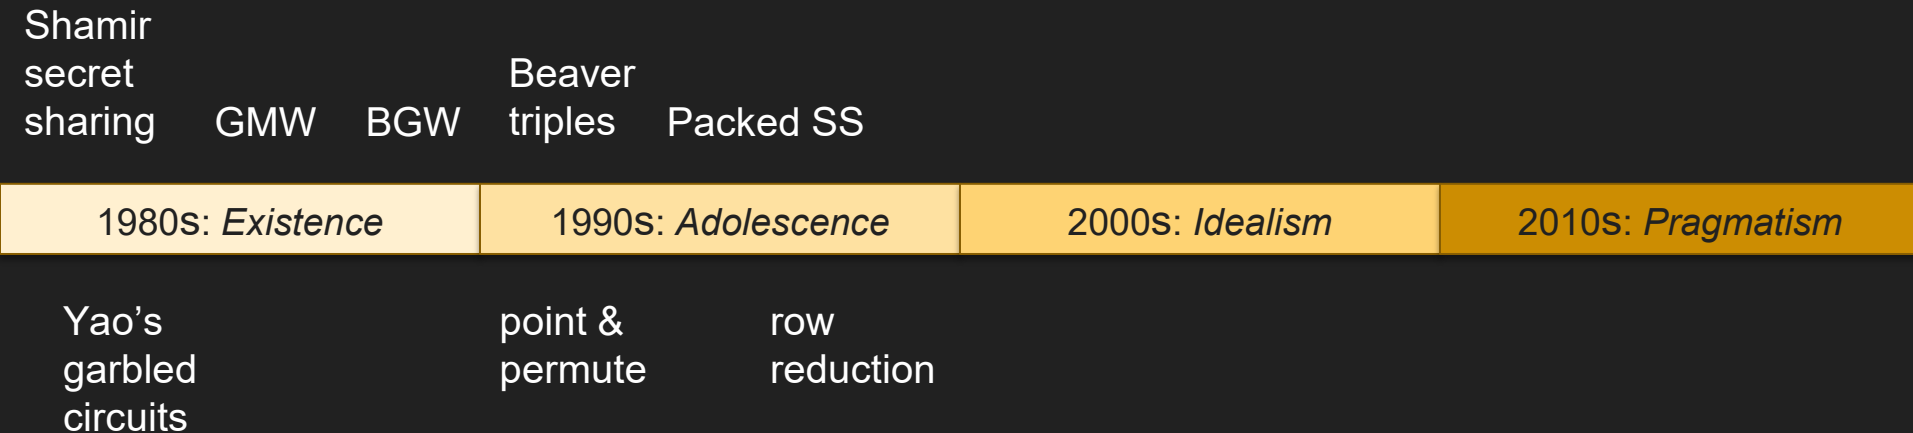 Shamir
secret
sharing
GMW
BGW
Beaver
triples
Packed SS
1980s: Existence
1990s: Adolescence
2000s: Idealism
2010s: Pragmatism
Yao’s
garbled
circuits
point &
permute
row
reduction